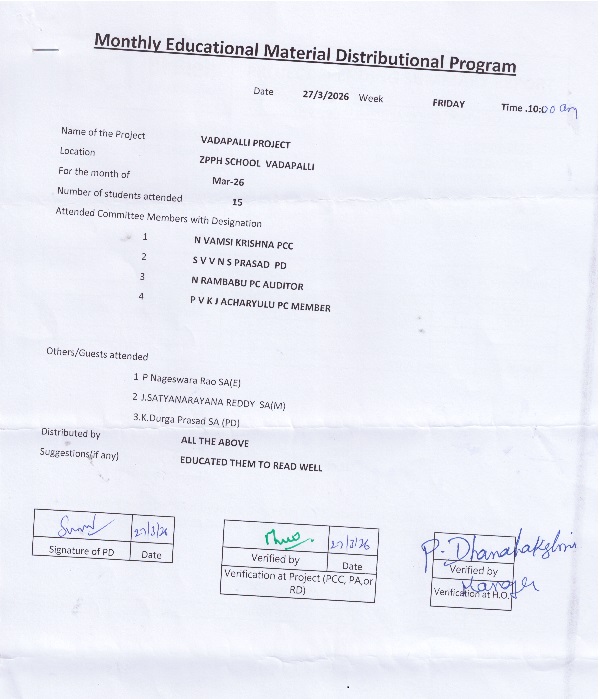 Monthly Educational Material Distributional Program
Date 27/3/2026 Week FRIDAY Time .10:00 am
Name of the Project VADAPALLI PROJECT
Location ZPPH SCHOOL VADAPALLI
For the month of Mar-26
Number of students attended 15
Attended Committee Members with Designation
1 N VAMSI KRISHNA PCC
2 S V V N S PRASAD PD
3 N RAMBABU PC AUDITOR
4 P V K J ACHARYULU PC MEMBER
Others/Guests attended
1 P Nageswara Rao SA(E)
2 J.SATYANARAYANA REDDY SA(M)
3.K.Durga Prasad SA (PD)
Distributed by ALL THE ABOVE
Suggestions(if any) EDUCATED THEM TO READ WELL
27/3/26
Signature of PD Date
27/3/26
Verified by Date
Verification at Project (PCC, PA,or RD)
P. Dhanalakshmi
Verified by
Manager
Verification at H.O.